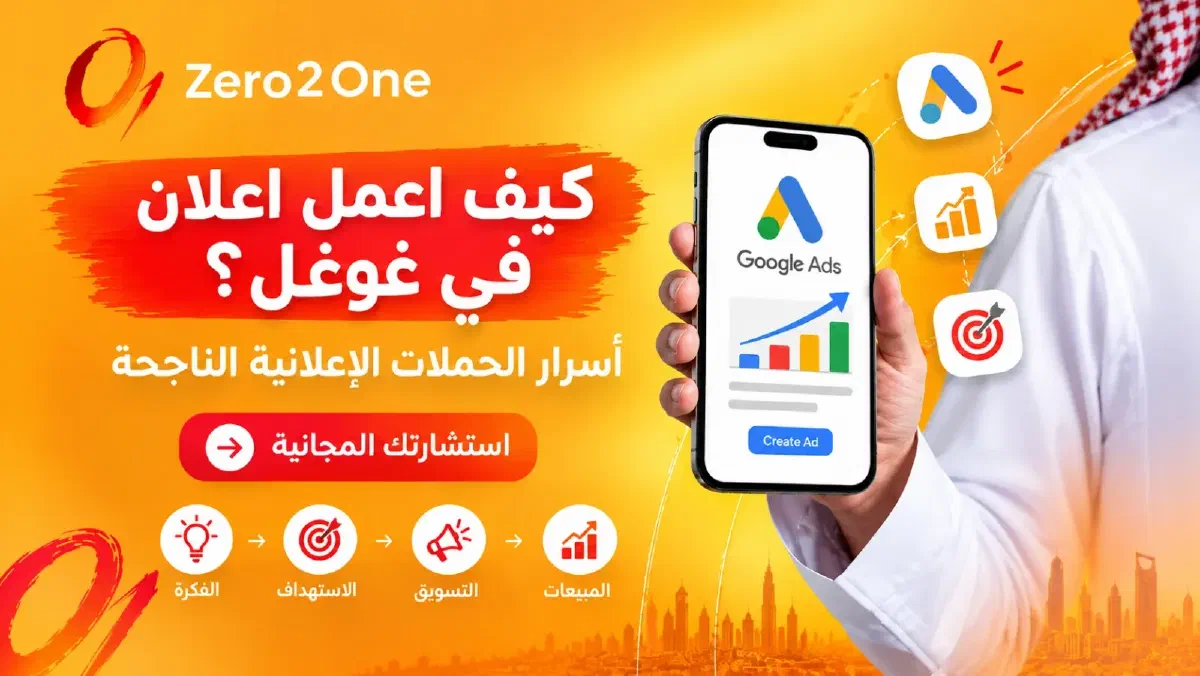 Zero2One
كيف اعمل اعلان
في غوغل؟
أسرار الحملات الإعلانية الناجحة
استشارتك المجانية
الفكرة
الاستهداف
التسويق
المبيعات
Google Ads
Create Ad